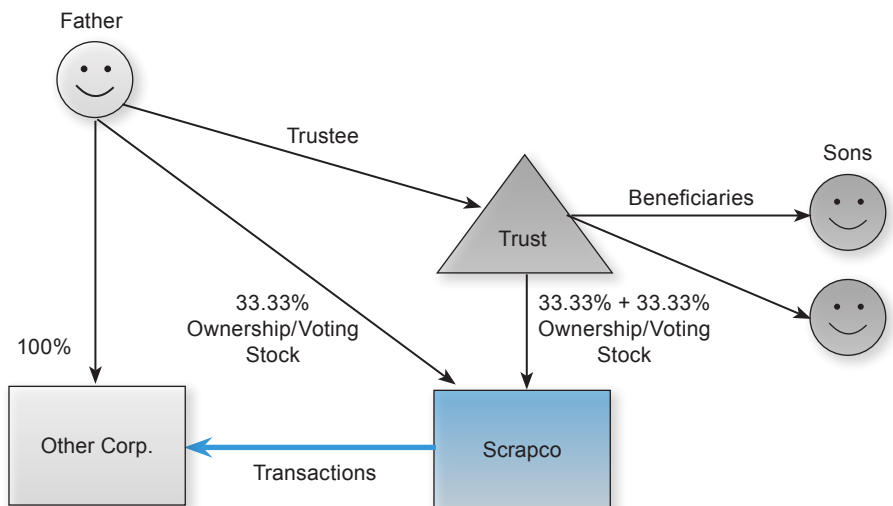 Father
Trustee
Sons
Beneficiaries
Trust
33.33%
Ownership/Voting
Stock
33.33% + 33.33%
Ownership/Voting
Stock
100%
Other Corp.
Transactions
Scrapco